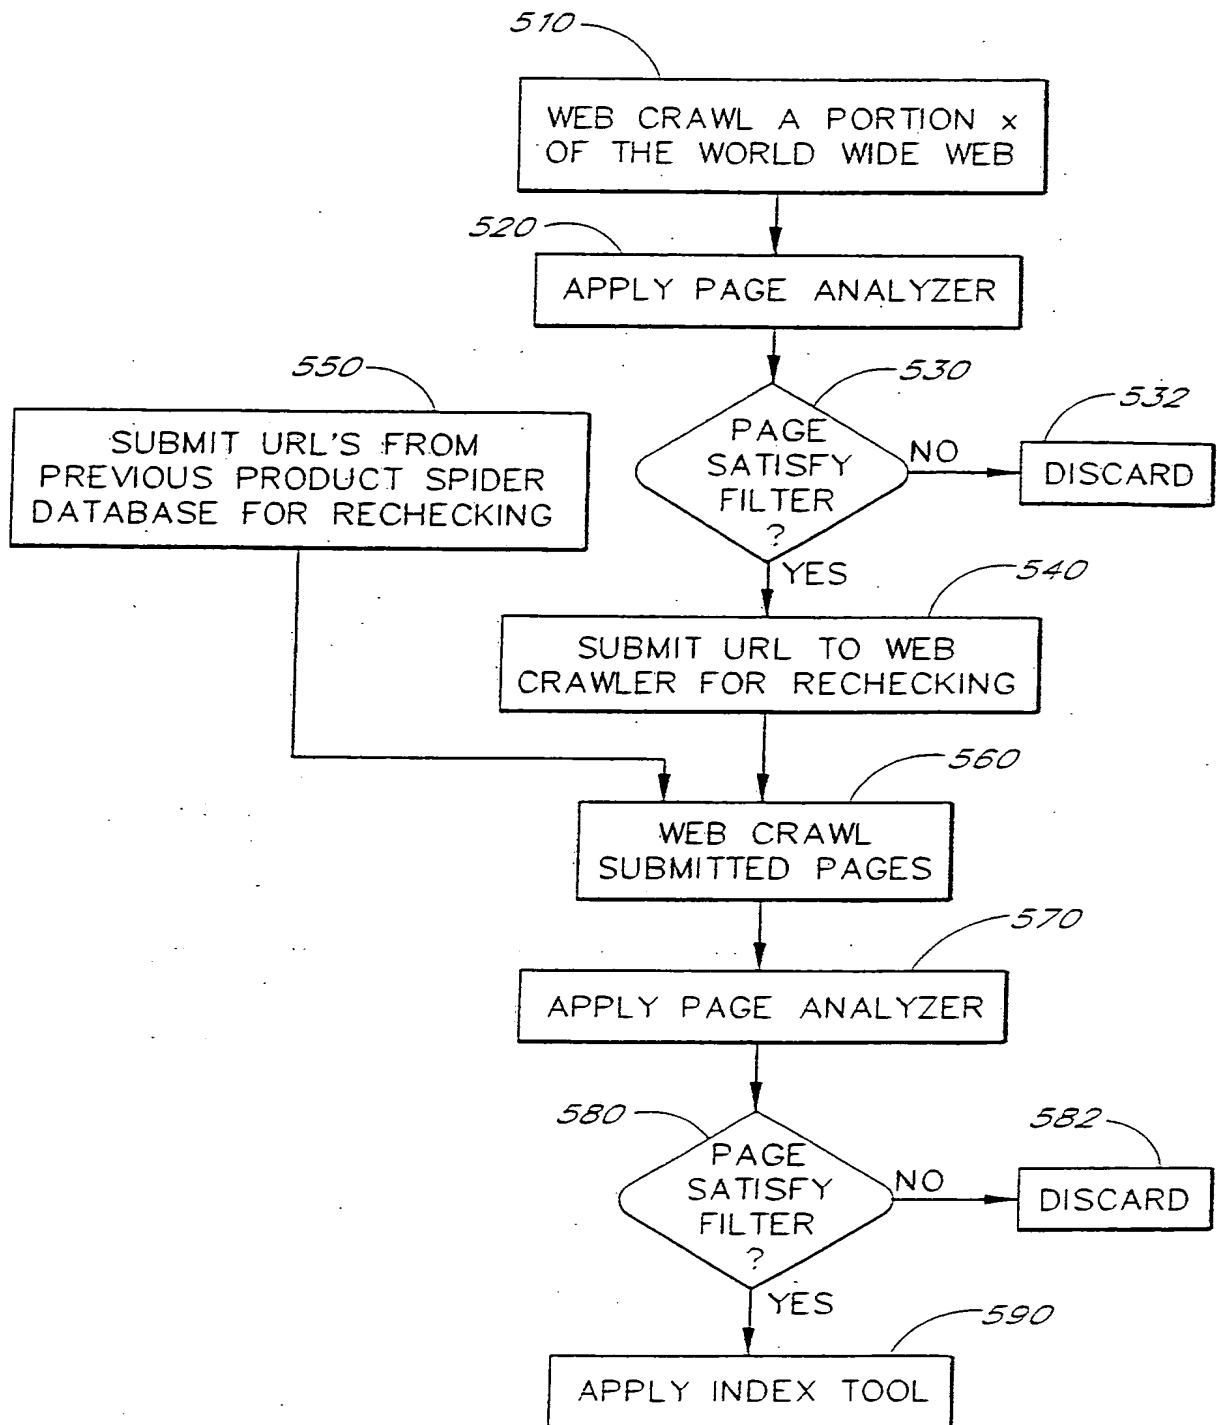 510
WEB CRAWL A PORTION x
OF THE WORLD WIDE WEB
520
APPLY PAGE ANALYZER
530
PAGE
SATISFY
FILTER
?
NO
532
DISCARD
YES
550
SUBMIT URL'S FROM
PREVIOUS PRODUCT SPIDER
DATABASE FOR RECHECKING
540
SUBMIT URL TO WEB
CRAWLER FOR RECHECKING
560
WEB CRAWL
SUBMITTED PAGES
570
APPLY PAGE ANALYZER
580
PAGE
SATISFY
FILTER
?
NO
582
DISCARD
YES
590
APPLY INDEX TOOL